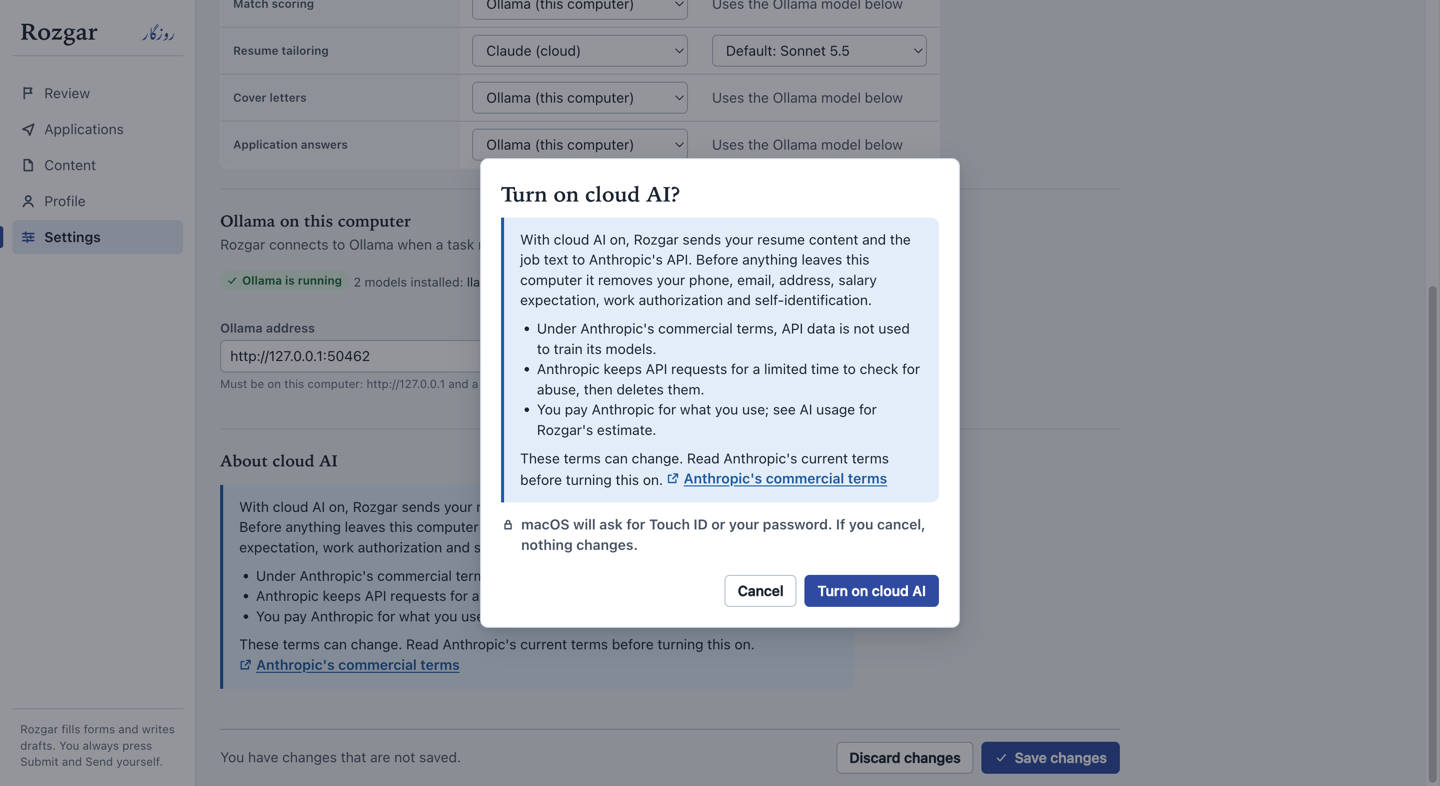 Rozgar روزگار
Review
Applications
Content
Profile
Settings
Rozgar fills forms and writes
drafts. You always press
Submit and Send yourself.
Match scoring Ollama (this computer) Uses the Ollama model below
Resume tailoring Claude (cloud) Default: Sonnet 5.5
Cover letters Ollama (this computer) Uses the Ollama model below
Application answers Ollama (this computer) Uses the Ollama model below
Ollama on this computer
Rozgar connects to Ollama when a task
Ollama is running 2 models installed: lla
Ollama address
http://127.0.0.1:50462
Must be on this computer: http://127.0.0.1 and a
About cloud AI
With cloud AI on, Rozgar sends your
Before anything leaves this computer
expectation, work authorization and s
• Under Anthropic's commercial term
• Anthropic keeps API requests for a
• You pay Anthropic for what you use
These terms can change. Read Anthropic's current terms before turning this on.
Anthropic's commercial terms
You have changes that are not saved.
Discard changes
Save changes
Turn on cloud AI?
With cloud AI on, Rozgar sends your resume content and the
job text to Anthropic's API. Before anything leaves this
computer it removes your phone, email, address, salary
expectation, work authorization and self-identification.
• Under Anthropic's commercial terms, API data is not used
to train its models.
• Anthropic keeps API requests for a limited time to check for
abuse, then deletes them.
• You pay Anthropic for what you use; see AI usage for
Rozgar's estimate.
These terms can change. Read Anthropic's current terms
before turning this on. Anthropic's commercial terms
macOS will ask for Touch ID or your password. If you cancel,
nothing changes.
Cancel
Turn on cloud AI